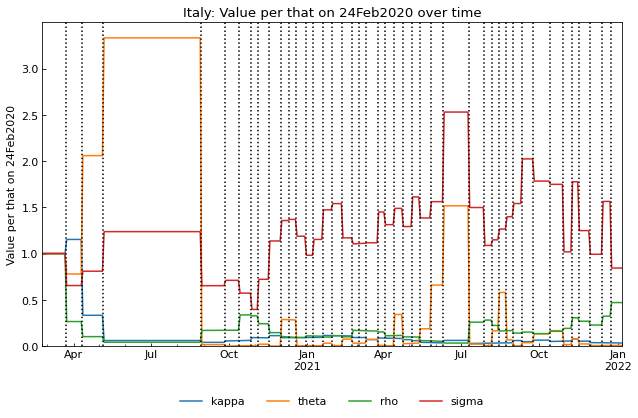 Italy: Value per that on 24Feb2020 over time
Value per that on 24Feb2020
3.0
2.5
2.0
1.5
1.0
0.5
0.0
Apr Jul Oct Jan Apr Jul Oct Jan
2021 2022
kappa theta rho sigma